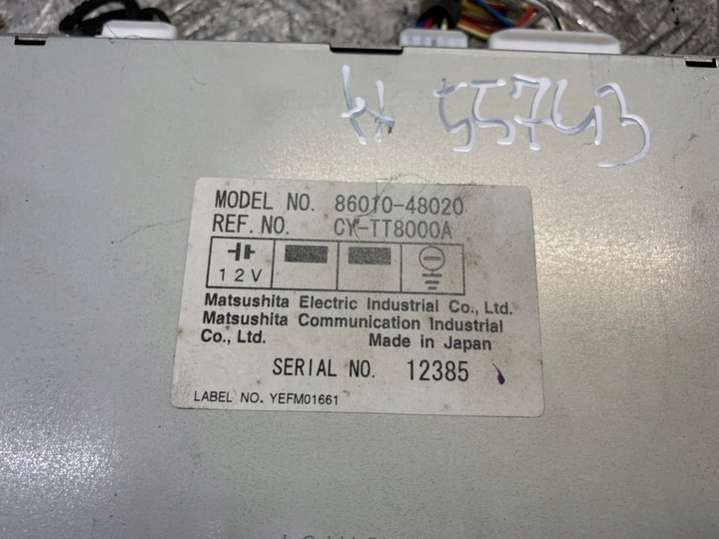 H 55743
MODEL NO. 86010-48020
REF. NO. CY-TT8000A
12V
Matsushita Electric Industrial Co., Ltd.
Matsushita Communication Industrial
Co., Ltd. Made in Japan
SERIAL NO. 12385
LABEL NO. YEFM01661